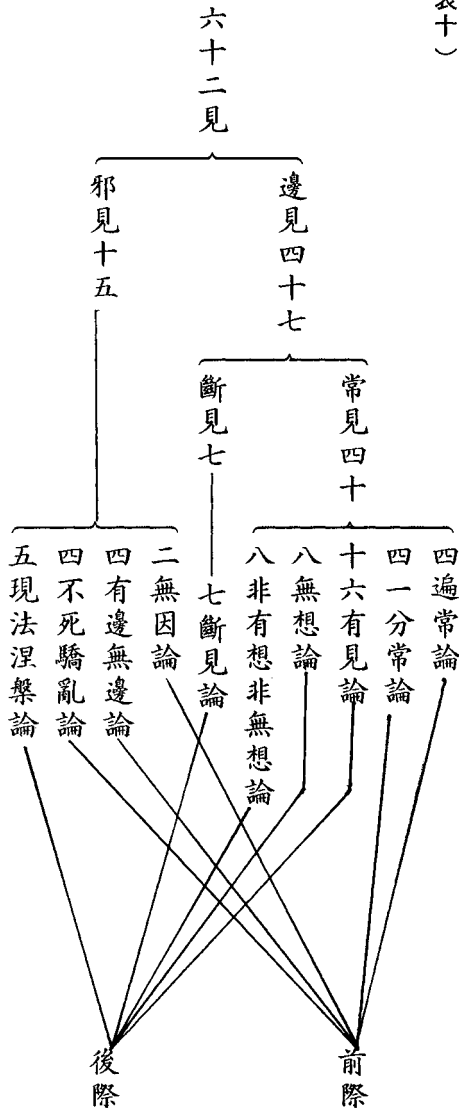 表十）
六十二見
邊見四十七
邪見十五
常見四十
斷見七
四遍常論
四一分常論
十六有見論
八無想論
八非有想非無想論
七斷見論
二無因論
四有邊無邊論
四不死驕亂論
五現法涅槃論
前際
後際